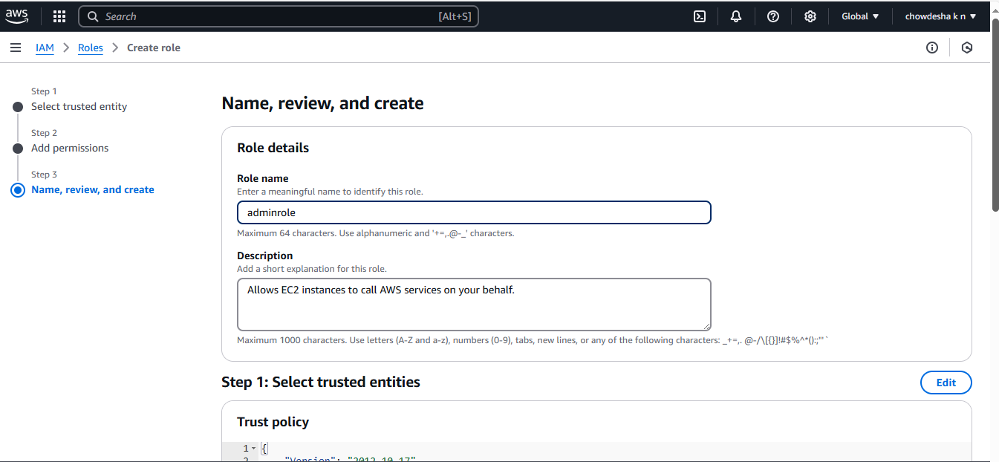 aws
Search [Alt+S]
Global ▼
chowdesha k n ▼
IAM > Roles > Create role
Step 1
Select trusted entity
Step 2
Add permissions
Step 3
Name, review, and create
Name, review, and create
Role details
Role name
Enter a meaningful name to identify this role.
adminrole
Maximum 64 characters. Use alphanumeric and '+=,.@-_' characters.
Description
Add a short explanation for this role.
Allows EC2 instances to call AWS services on your behalf.
Maximum 1000 characters. Use letters (A-Z and a-z), numbers (0-9), tabs, new lines, or any of the following characters: _+=,. @-/\[{}]!#$%^*():;"'`
Step 1: Select trusted entities
Edit
Trust policy
1 {
2 "Version": "2012-10-17"